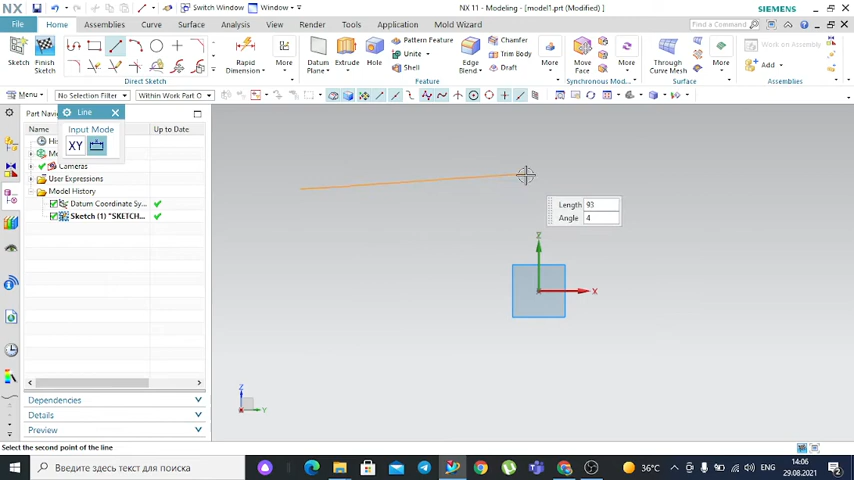 Switch Window Window NX 11 - Modeling - [model1.prt (Modified) ] SIEMENS
File Home Assemblies Curve Surface Analysis View Render Tools Application Mold Wizard Find a Command
Sketch Finish Sketch Rapid Dimension More Datum Plane Extrude Hole Pattern Feature Unite Shell Chamfer Trim Body Draft Edge Blend More Move Face More Through Curve Mesh More Work on Assembly Add More
Direct Sketch Feature Synchronous Mod... Surface Assemblies
Menu No Selection Filter Within Work Part O
Part Nav Line
Name Input Mode Up to Date
XY
Cameras
User Expressions
Model History
Datum Coordinate Sy...
Sketch (1) "SKETCH...
Length 93
Angle 4
Z
X
Z
Y
Dependencies
Details
Preview
Select the second point of the line
Введите здесь текст для поиска
36°C ENG 14:06 29.08.2021